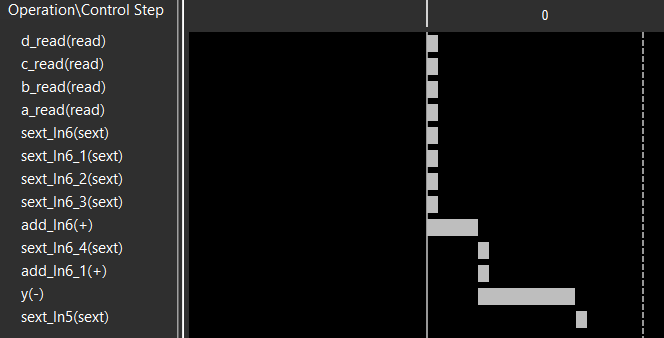 Operation\Control Step
0
d_read(read)
c_read(read)
b_read(read)
a_read(read)
sext_ln6(sext)
sext_ln6_1(sext)
sext_ln6_2(sext)
sext_ln6_3(sext)
add_ln6(+)
sext_ln6_4(sext)
add_ln6_1(+)
y(-)
sext_ln5(sext)